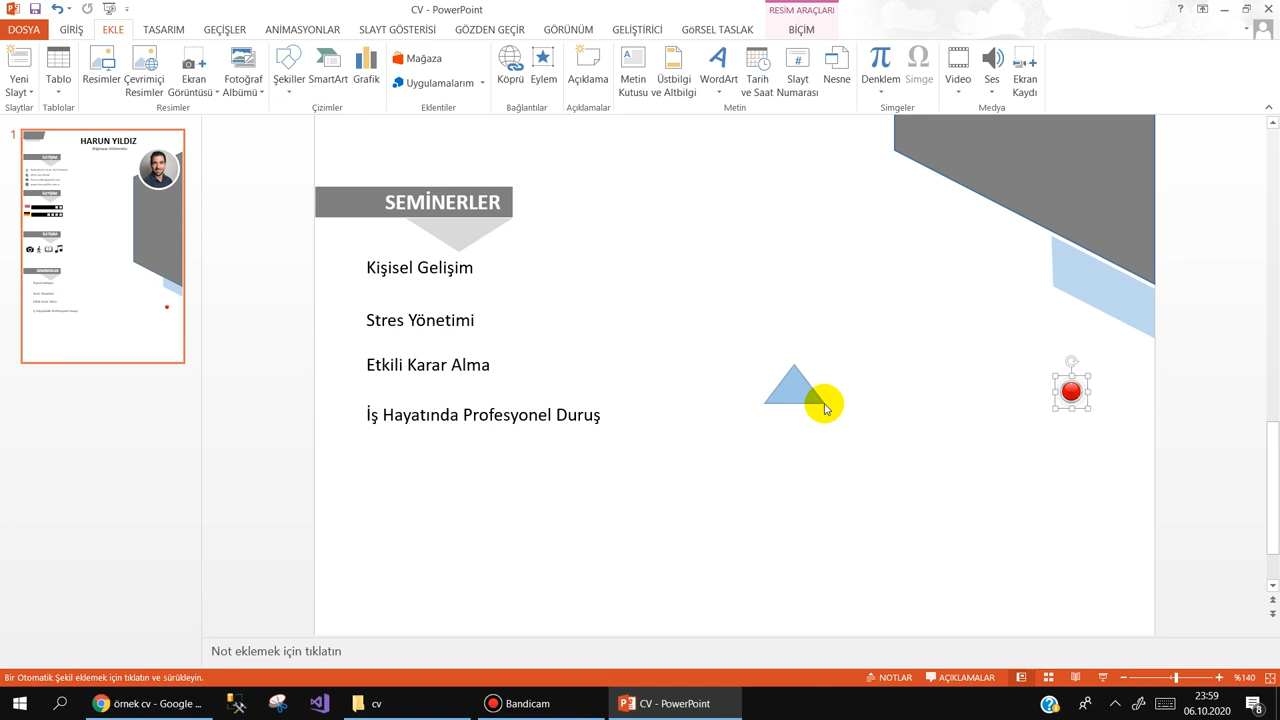 CV - PowerPoint
RESİM ARAÇLARI
DOSYA GİRİŞ EKLE TASARIM GEÇİŞLER ANİMASYONLAR SLAYT GÖSTERİSİ GÖZDEN GEÇİR GÖRÜNÜM GELİŞTİRİCİ GöRSEL TASLAK BİÇİM
Yeni Slayt
Tablo
Resimler
Çevrimiçi Resimler
Ekran Görüntüsü
Fotoğraf Albümü
Şekiller
SmartArt
Grafik
Mağaza
Uygulamalarım
Köprü
Eylem
Açıklama
Metin Kutusu
Üstbilgi ve Altbilgi
WordArt
Tarih ve Saat
Slayt Numarası
Nesne
Denklem
Simge
Video
Ses
Ekran Kaydı
Slaytlar Tablolar Resimler Çizimler Eklentiler Bağlantılar Açıklamalar Metin Simgeler Medya
1
HARUN YILDIZ
SEMİNERLER
Kişisel Gelişim
Stres Yönetimi
Etkili Karar Alma
İş Hayatında Profesyonel Duruş
Not eklemek için tıklatın
Bir Otomatik Şekil eklemek için tıklatın ve sürükleyin.
NOTLAR AÇIKLAMALAR %140
örnek cv - Google ...
cv
Bandicam
CV - PowerPoint
23:59
06.10.2020
8